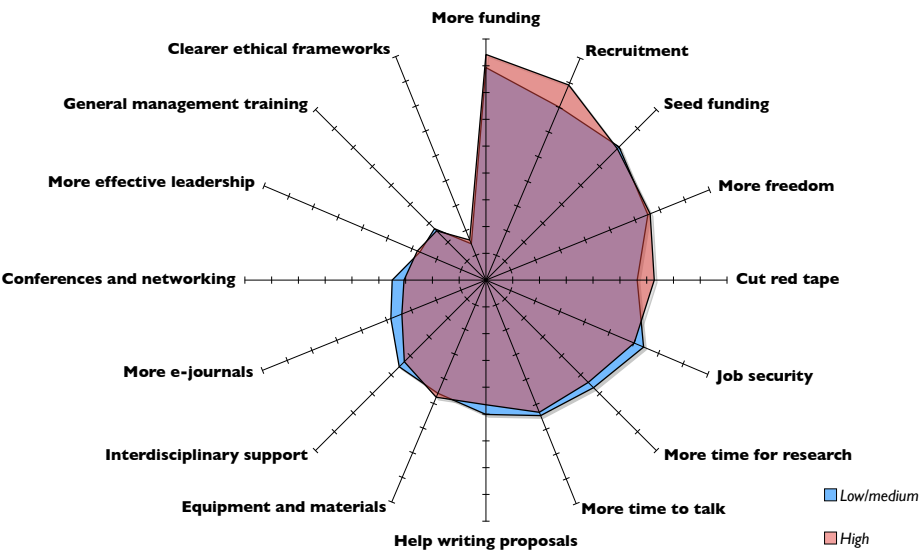 More funding
Recruitment
Seed funding
More freedom
Cut red tape
Job security
More time for research
More time to talk
Help writing proposals
Equipment and materials
Interdisciplinary support
More e-journals
Conferences and networking
More effective leadership
General management training
Clearer ethical frameworks
Low/medium
High